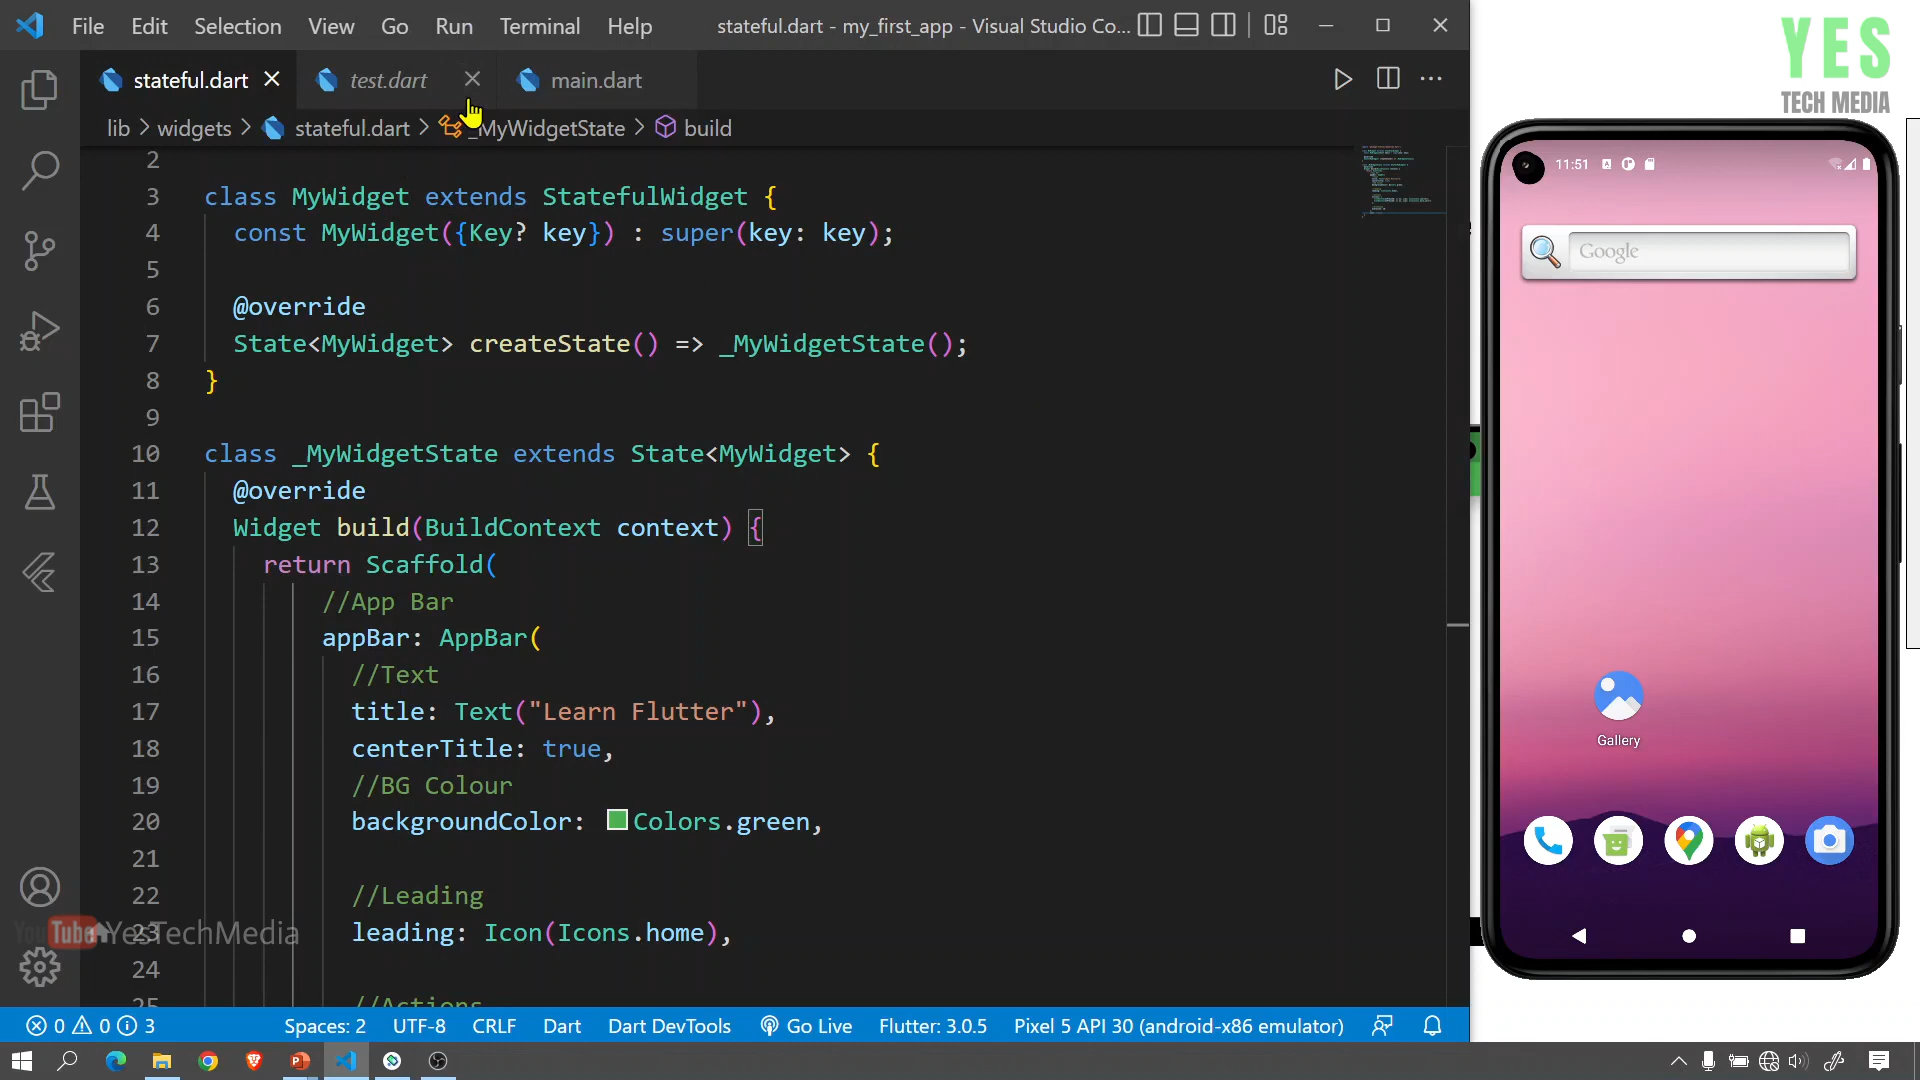 File Edit Selection View Go Run Terminal Help stateful.dart - my_first_app - Visual Studio Co...
stateful.dart test.dart main.dart
lib > widgets > stateful.dart > _MyWidgetState > build
2
3 class MyWidget extends StatefulWidget {
4 const MyWidget({Key? key}) : super(key: key);
5
6 @override
7 State<MyWidget> createState() => _MyWidgetState();
8 }
9
10 class _MyWidgetState extends State<MyWidget> {
11 @override
12 Widget build(BuildContext context) {
13 return Scaffold(
14 //App Bar
15 appBar: AppBar(
16 //Text
17 title: Text("Learn Flutter"),
18 centerTitle: true,
19 //BG Colour
20 backgroundColor: Colors.green,
21
22 //Leading
23 leading: Icon(Icons.home),
24
25 //Actions
YouTube YesTechMedia
0 0 3 Spaces: 2 UTF-8 CRLF Dart Dart DevTools Go Live Flutter: 3.0.5 Pixel 5 API 30 (android-x86 emulator)
YES
TECH MEDIA
11:51
Google
Gallery